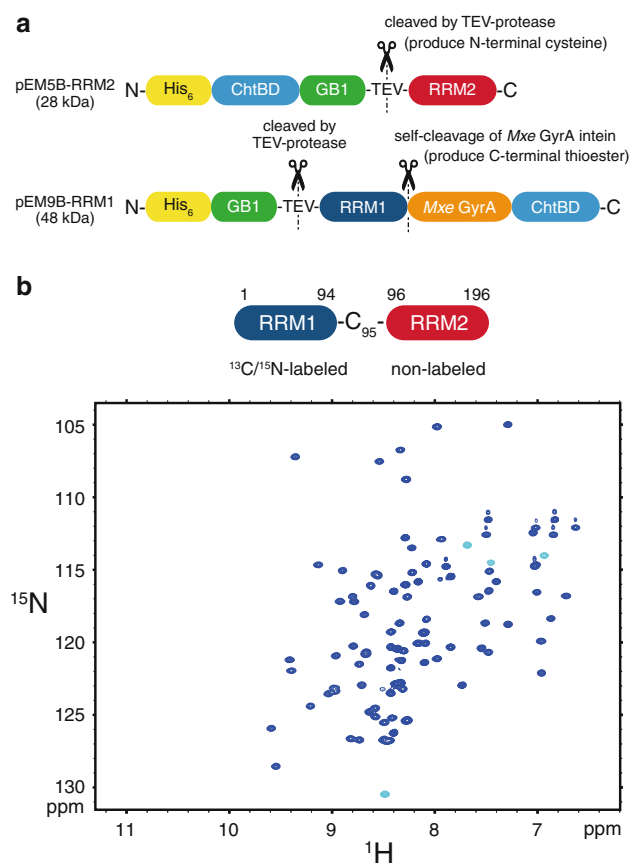 a
cleaved by TEV-protease
(produce N-terminal cysteine)
pEM5B-RRM2
(28 kDa)
N- His6 ChtBD GB1 -TEV- RRM2 -C
cleaved by
TEV-protease
self-cleavage of Mxe GyrA intein
(produce C-terminal thioester)
pEM9B-RRM1
(48 kDa)
N- His6 GB1 -TEV- RRM1 Mxe GyrA ChtBD -C
b
1 94 96 196
RRM1 -C95- RRM2
13C/15N-labeled non-labeled
105
110
115
15N
120
125
130
ppm
11 10 9 8 7 ppm
1H